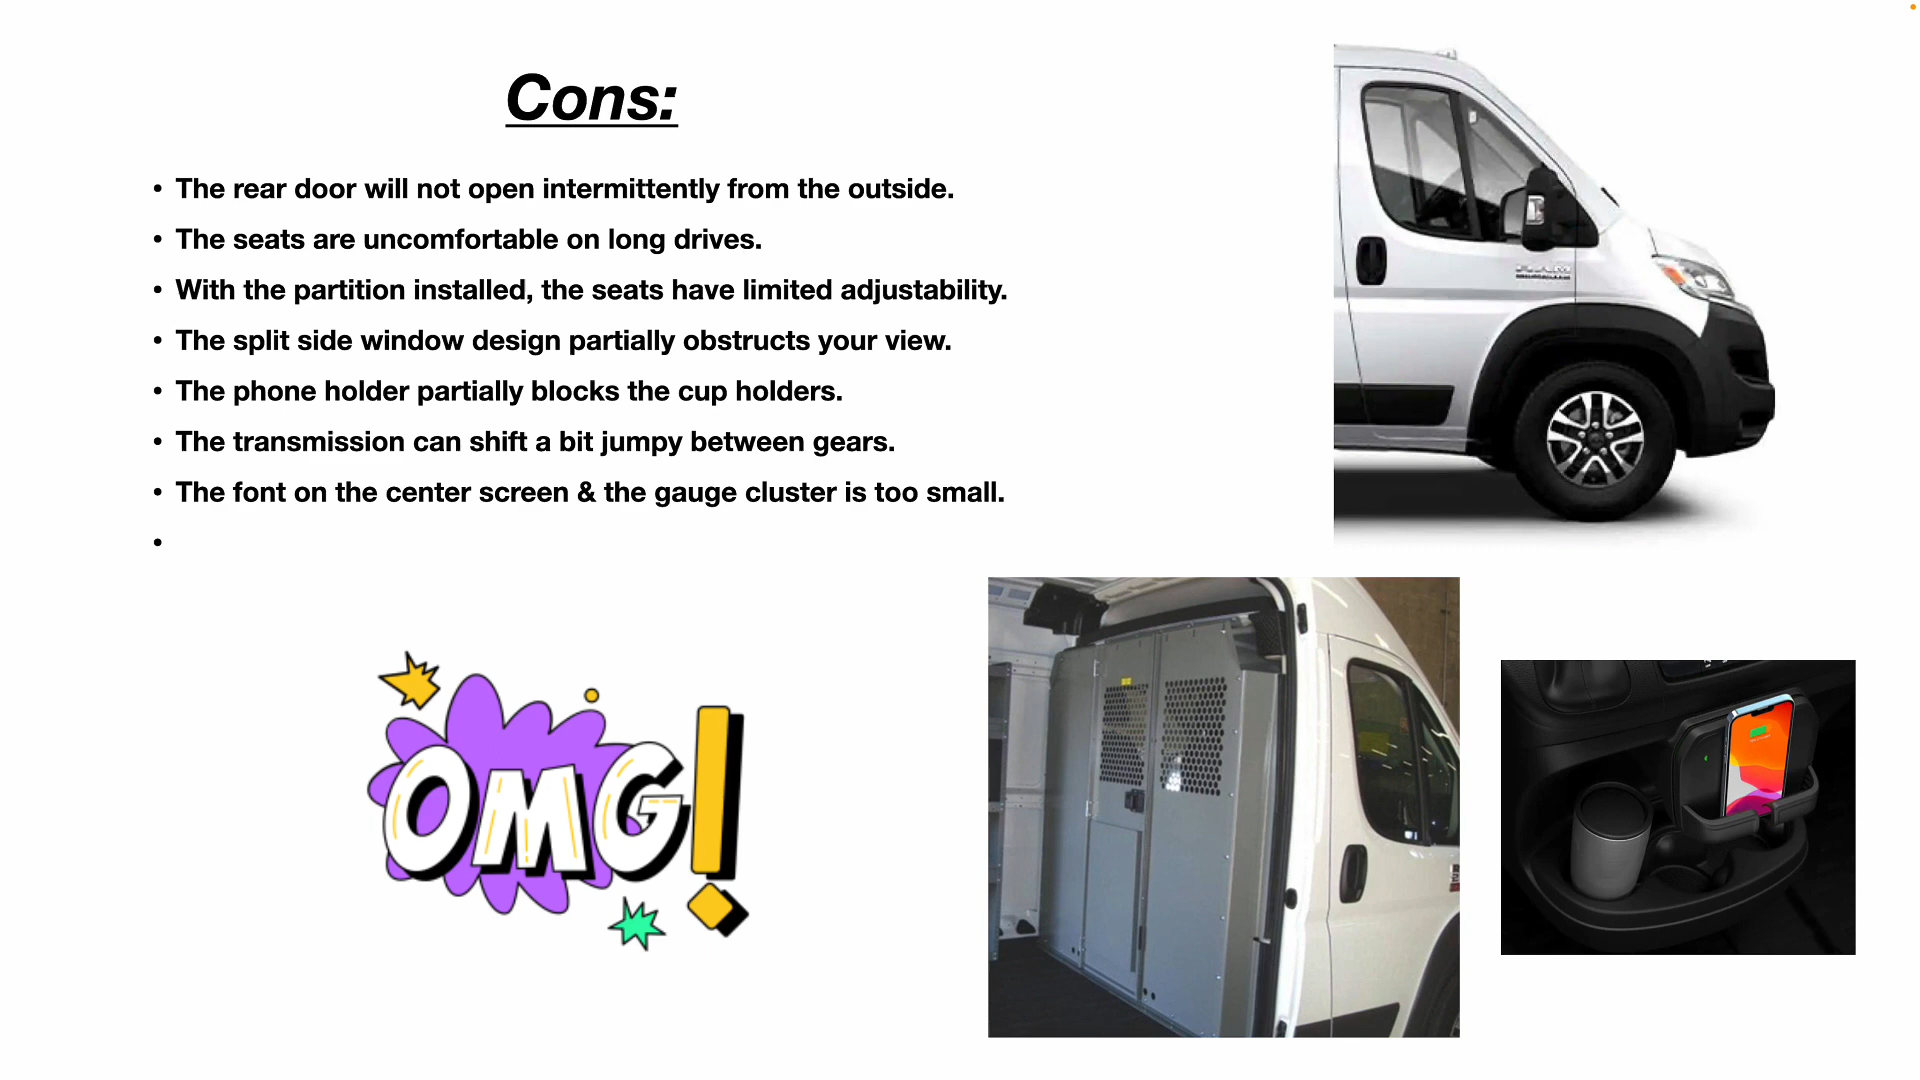 Cons:
• The rear door will not open intermittently from the outside.
• The seats are uncomfortable on long drives.
• With the partition installed, the seats have limited adjustability.
• The split side window design partially obstructs your view.
• The phone holder partially blocks the cup holders.
• The transmission can shift a bit jumpy between gears.
• The font on the center screen & the gauge cluster is too small.
•
RAM
OMG!